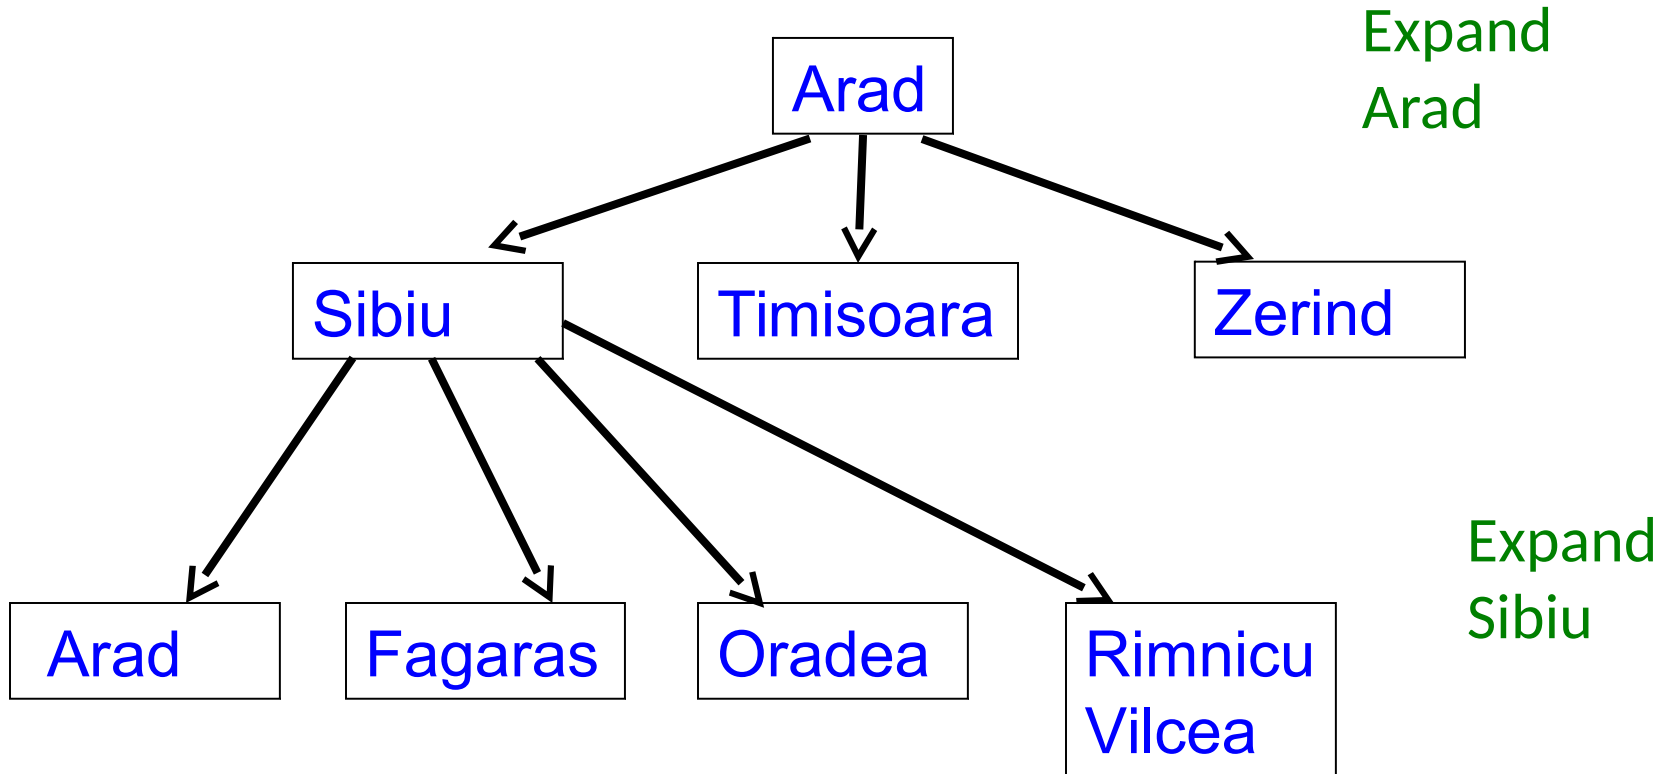 Expand
Arad
Arad
Sibiu
Timisoara
Zerind
Expand
Sibiu
Arad
Fagaras
Oradea
Rimnicu
Vilcea